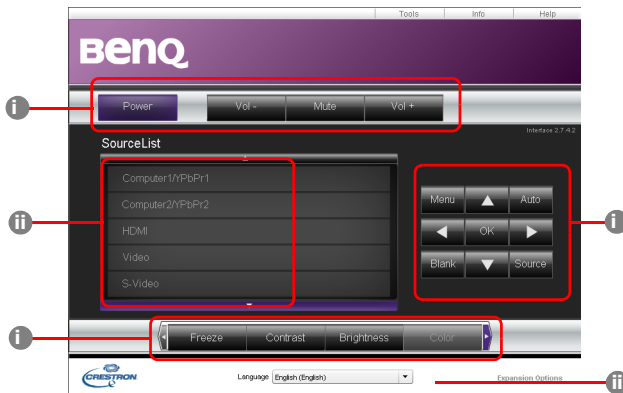 Tools Info Help
BenQ
i
Power Vol - Mute Vol +
Interface 2.7.4.2
SourceList
Computer1/YPbPr1
Computer2/YPbPr2
HDMI
Video
S-Video
ii
Menu Auto
OK
Blank Source
i
i
Freeze Contrast Brightness Color
CRESTRON
Language English (English)
Expansion Options
ii